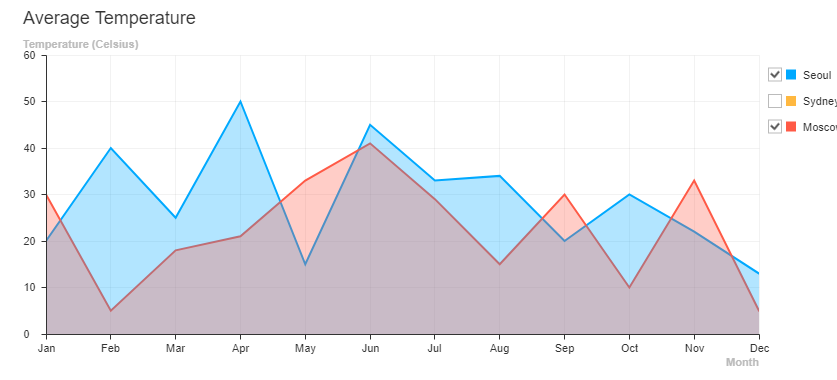 Average Temperature
Temperature (Celsius)
60
50
40
30
20
10
0
Jan Feb Mar Apr May Jun Jul Aug Sep Oct Nov Dec
Month
Seoul
Sydney
Moscow